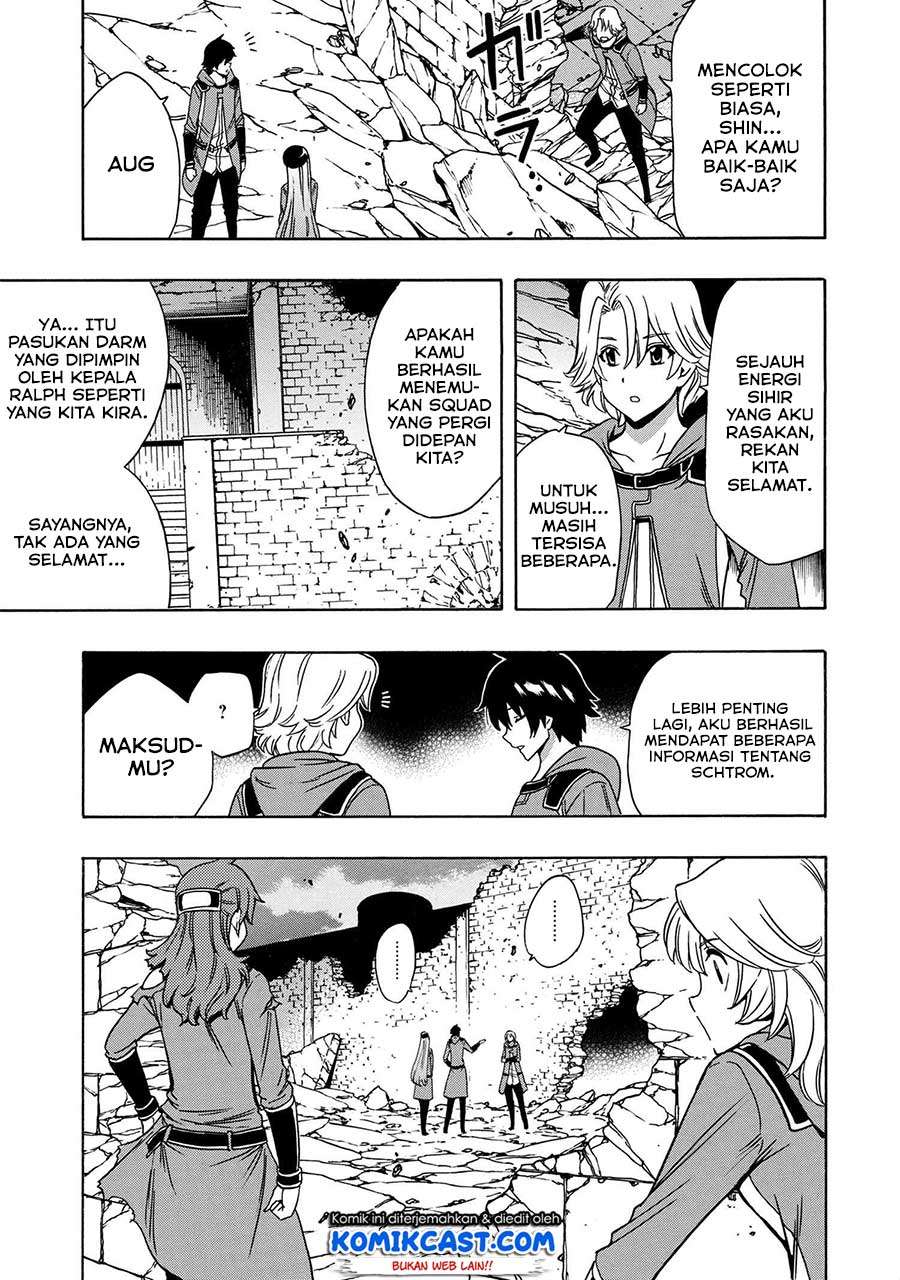 MENCOLOK
SEPERTI
BIASA,
SHIN...
APA KAMU
BAIK-BAIK
SAJA?
ガ
ラ
AUG
SEJAUH
ENERGI
SIHIR
YANG AKU
RASAKAN,
REKAN
KITA
SELAMAT.
UNTUK
MUSUH...
MASIH
TERSISA
BEBERAPA.
APAKAH
KAMU
BERHASIL
MENEMU-
KAN SQUAD
YANG PERGI
DIDEPAN
KITA?
YA... ITU
PASUKAN DARM
YANG DIPIMPIN
OLEH KEPALA
RALPH SEPERTI
YANG KITA KIRA.
SAYANGNYA,
TAK ADA YANG
SELAMAT...
LEBIH PENTING
LAGI, AKU BERHASIL
MENDAPAT BEBERAPA
INFORMASI TENTANG
SCHTROM.
?
MAKSUD-
MU?
.........
.........
Komik ini diterjemahkan & diedit oleh
KOMIKCAST.COM
BUKAN WEB LAIN!!